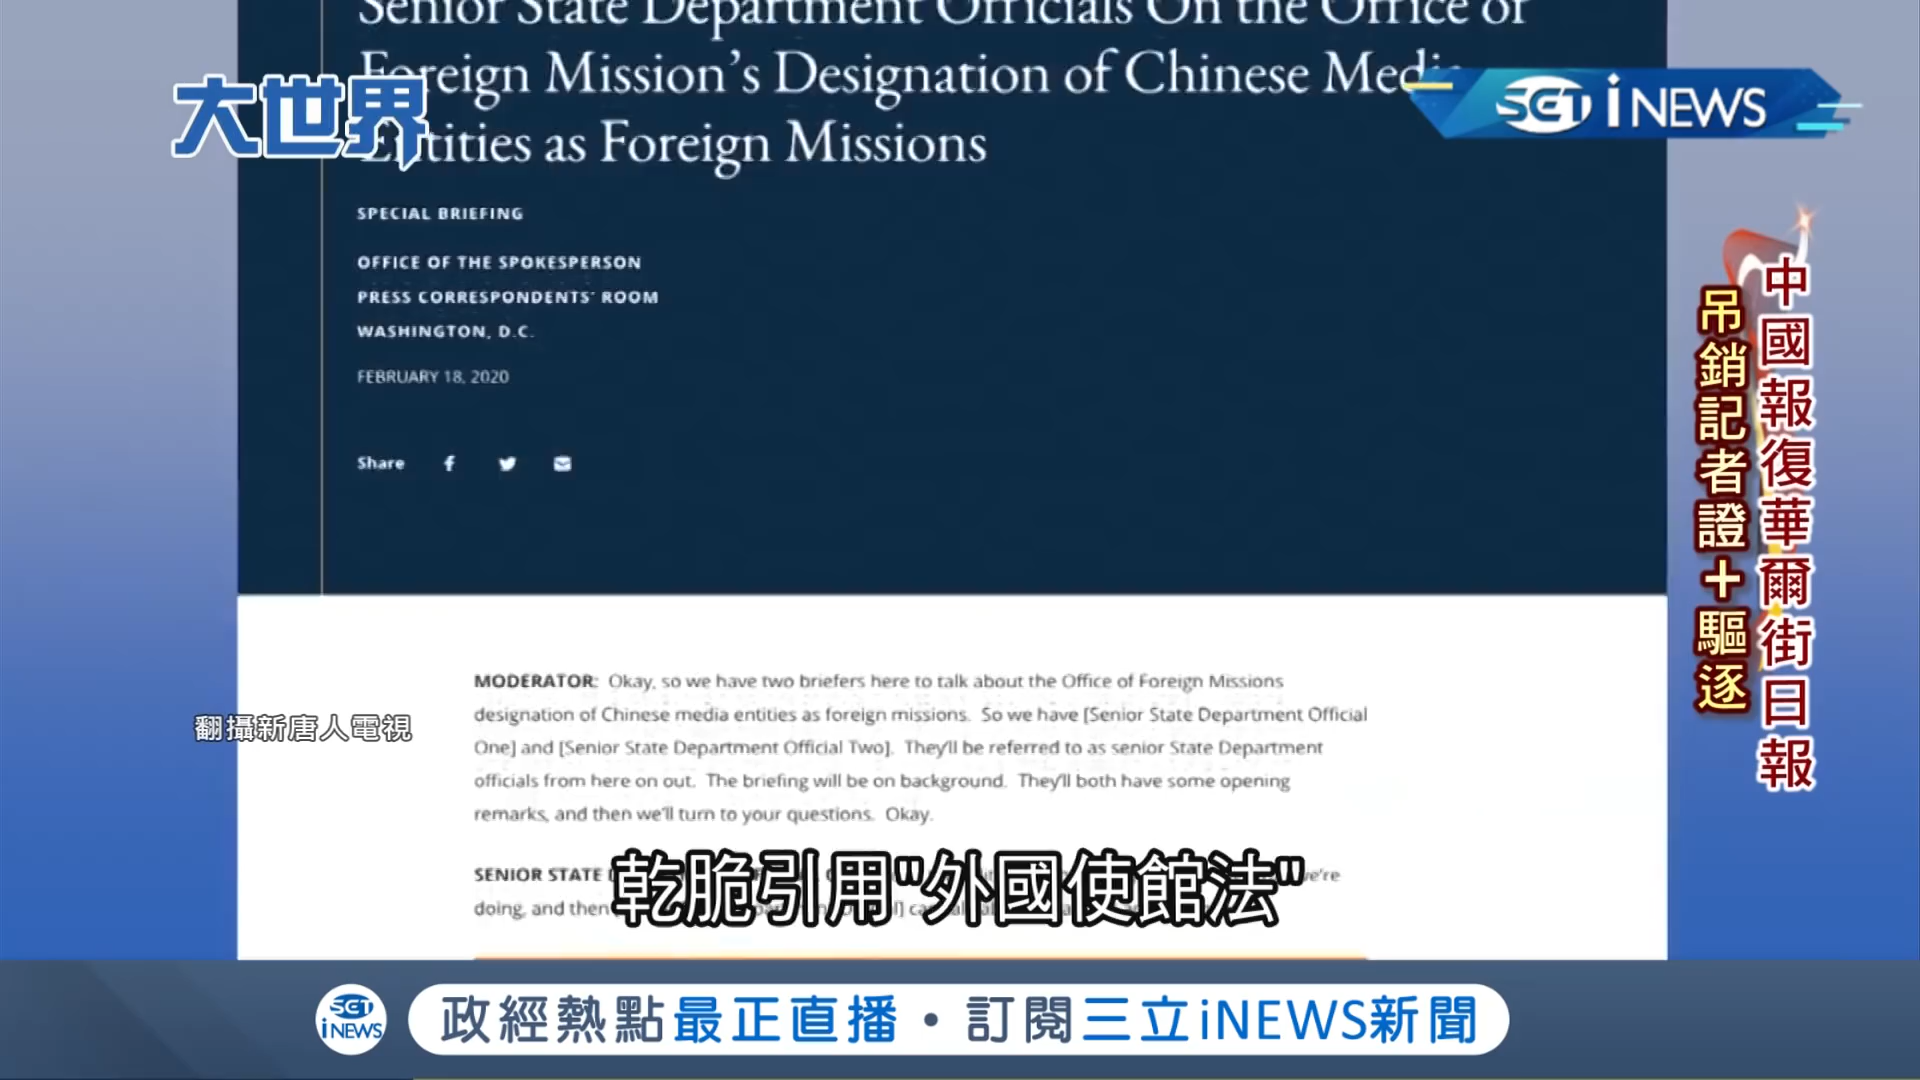 Senior State Department Officials On the Office of
Foreign Mission's Designation of Chinese Media
Entities as Foreign Missions
大世界
SET iNEWS
SPECIAL BRIEFING
OFFICE OF THE SPOKESPERSON
PRESS CORRESPONDENTS' ROOM
WASHINGTON, D.C.
FEBRUARY 18, 2020
Share
中國報復華爾街日報
吊銷記者證+驅逐
MODERATOR: Okay, so we have two briefers here to talk about the Office of Foreign Missions
designation of Chinese media entities as foreign missions. So we have [Senior State Department Official
One] and [Senior State Department Official Two]. They'll be referred to as senior State Department
officials from here on out. The briefing will be on background. They'll both have some opening
remarks, and then we'll turn to your questions. Okay.
翻攝新唐人電視
SENIOR STATE
doing, and then
乾脆引用"外國使館法"
SET iNEWS
政經熱點最正直播・訂閱三立iNEWS新聞